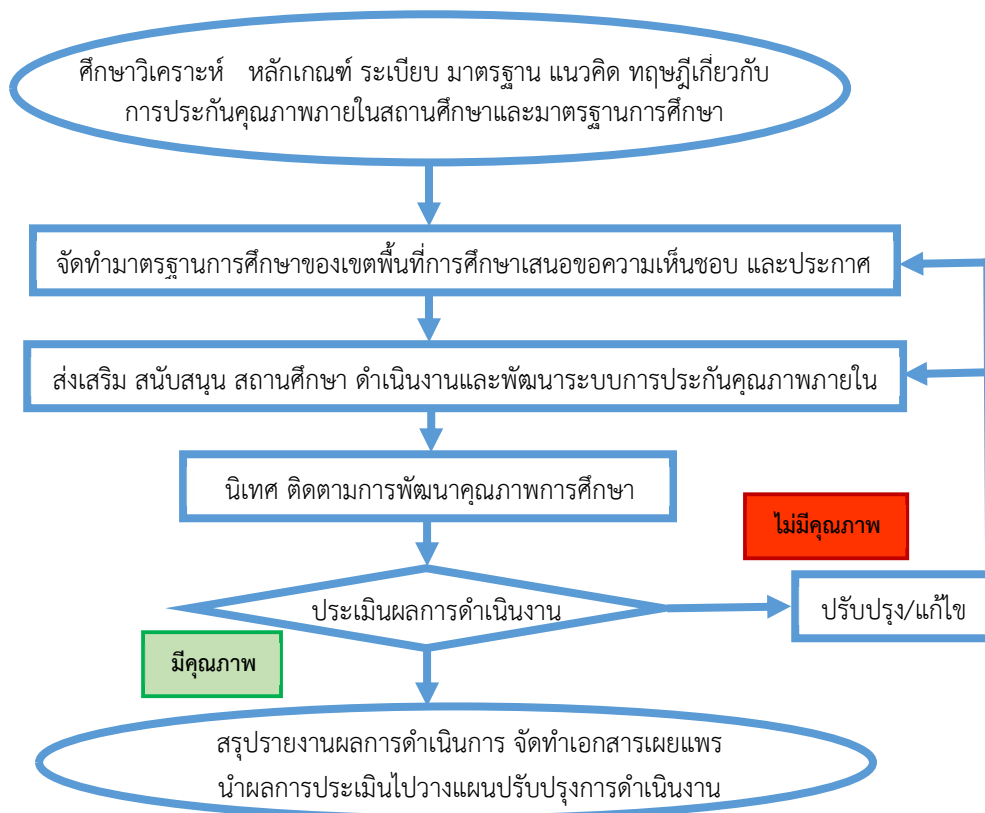 ศึกษาวิเคราะห์ หลักเกณฑ์ ระเบียบ มาตรฐาน แนวคิด ทฤษฎีเกี่ยวกับ
การประกันคุณภาพภายในสถานศึกษาและมาตรฐานการศึกษา
จัดทำมาตรฐานการศึกษาของเขตพื้นที่การศึกษาเสนอขอความเห็นชอบ และประกาศ
ส่งเสริม สนับสนุน สถานศึกษา ดำเนินงานและพัฒนาระบบการประกันคุณภาพภายใน
นิเทศ ติดตามการพัฒนาคุณภาพการศึกษา
ไม่มีคุณภาพ
ประเมินผลการดำเนินงาน
ปรับปรุง/แก้ไข
มีคุณภาพ
สรุปรายงานผลการดำเนินการ จัดทำเอกสารเผยแพร
นำผลการประเมินไปวางแผนปรับปรุงการดำเนินงาน